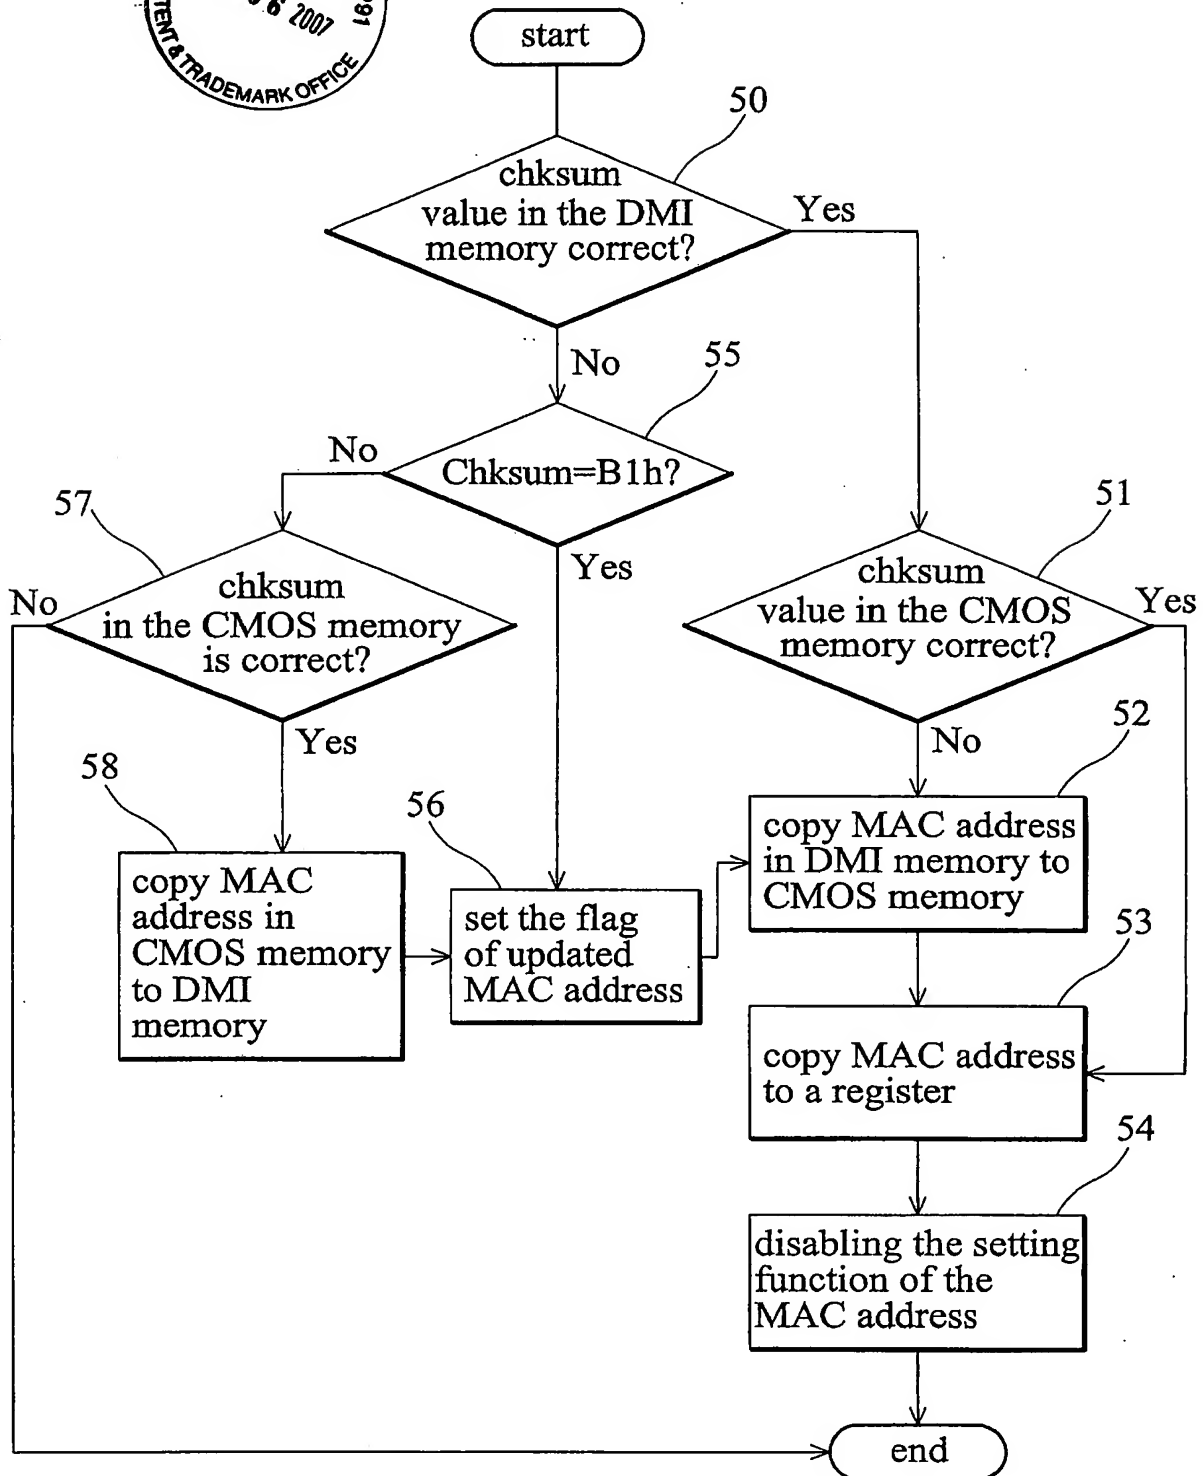 6 2007
TENT & TRADEMARK OFFICE
start
50
chksum
value in the DMI
memory correct?
Yes
No
55
Chksum=B1h?
No
Yes
57
chksum
in the CMOS memory
is correct?
No
Yes
51
chksum
value in the CMOS
memory correct?
Yes
No
58
copy MAC
address in
CMOS memory
to DMI
memory
56
set the flag
of updated
MAC address
52
copy MAC address
in DMI memory to
CMOS memory
53
copy MAC address
to a register
54
disabling the setting
function of the
MAC address
end